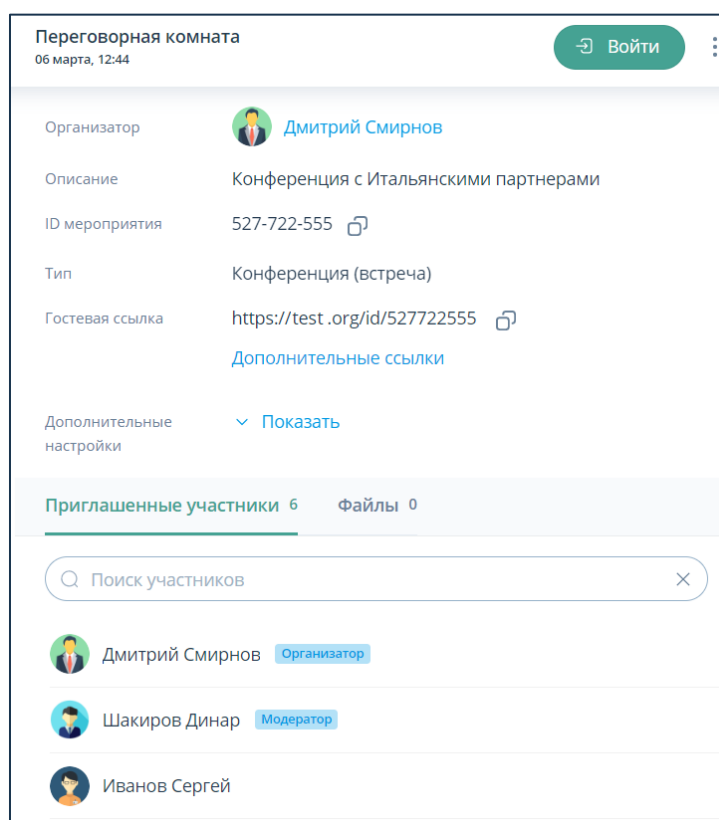 Переговорная комната
06 марта, 12:44
Войти
Организатор
Дмитрий Смирнов
Описание
Конференция с Итальянскими партнерами
ID мероприятия
527-722-555
Тип
Конференция (встреча)
Гостевая ссылка
https://test .org/id/527722555
Дополнительные ссылки
Дополнительные
настройки
Показать
Приглашенные участники 6 Файлы 0
Поиск участников
Дмитрий Смирнов Организатор
Шакиров Динар Модератор
Иванов Сергей